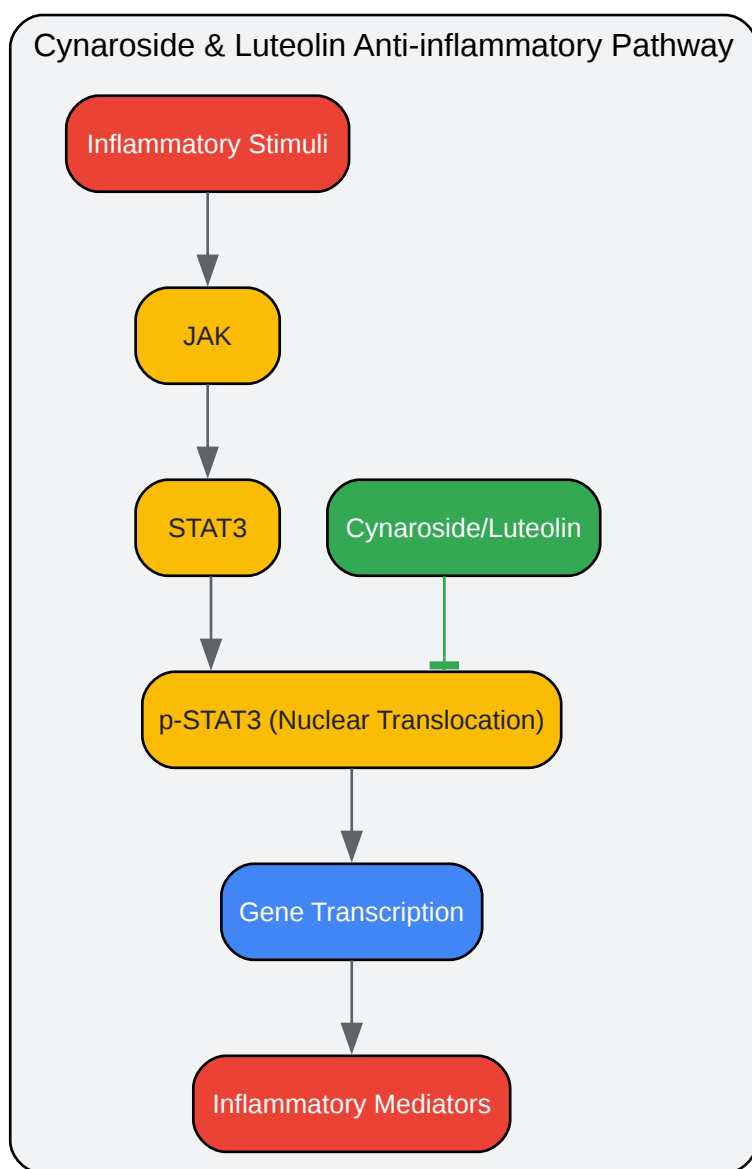 Cynaroside & Luteolin Anti-inflammatory Pathway
Inflammatory Stimuli
JAK
STAT3
Cynaroside/Luteolin
p-STAT3 (Nuclear Translocation)
Gene Transcription
Inflammatory Mediators